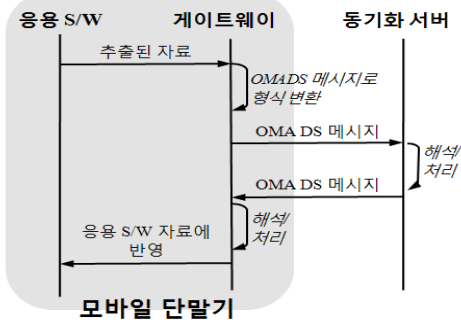 응용 S/W 게이트웨이 동기화 서버
추출된 자료
OMADS 메시지로
형식 변환
OMA DS 메시지
해석/
처리
OMA DS 메시지
해석/
처리
응용 S/W 자료에
반영
모바일 단말기